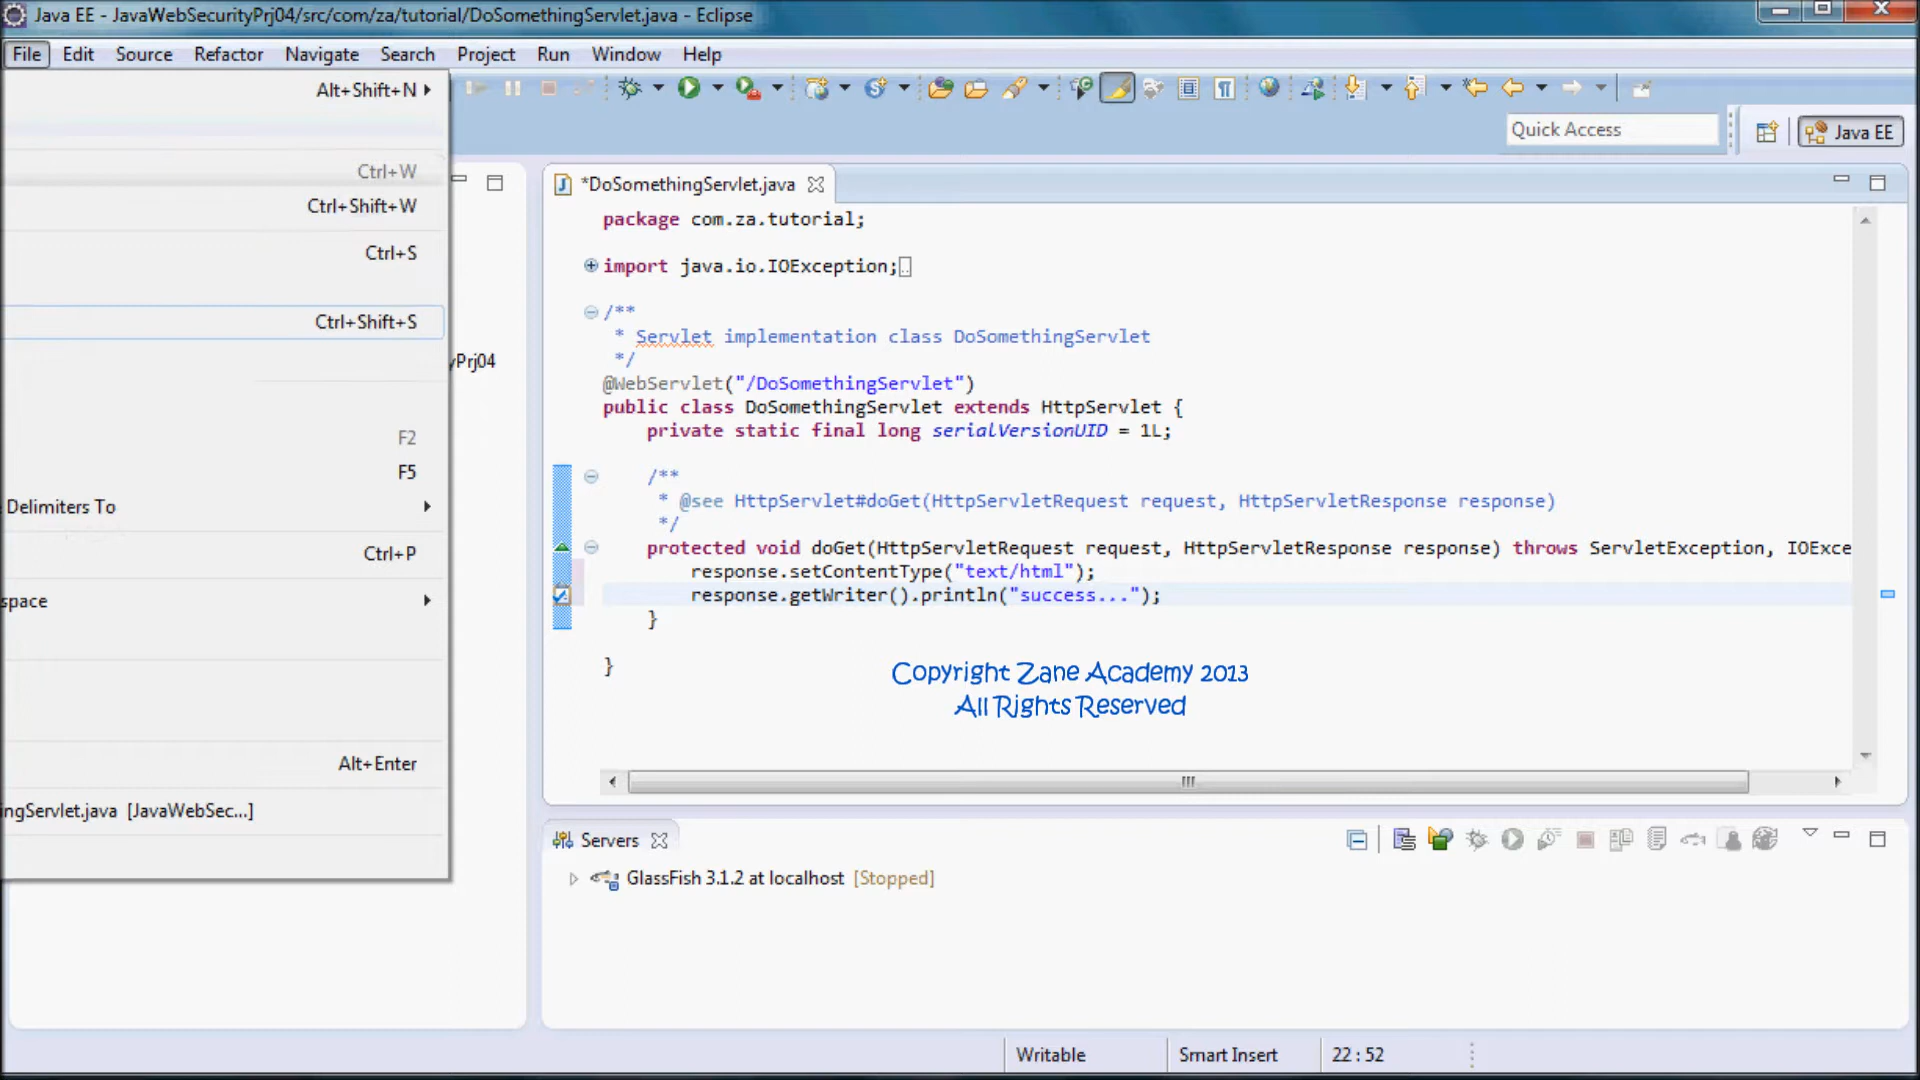 Java EE - JavaWebSecurityPrj04/src/com/za/tutorial/DoSomethingServlet.java - Eclipse
File Edit Source Refactor Navigate Search Project Run Window Help
Alt+Shift+N
Ctrl+W
Ctrl+Shift+W
Ctrl+S
Ctrl+Shift+S
F2
F5
Delimiters To
Ctrl+P
space
Alt+Enter
ingServlet.java [JavaWebSec...]
yPrj04
Quick Access
Java EE
*DoSomethingServlet.java
package com.za.tutorial;
import java.io.IOException;
/**
* Servlet implementation class DoSomethingServlet
*/
@WebServlet("/DoSomethingServlet")
public class DoSomethingServlet extends HttpServlet {
private static final long serialVersionUID = 1L;
/**
* @see HttpServlet#doGet(HttpServletRequest request, HttpServletResponse response)
*/
protected void doGet(HttpServletRequest request, HttpServletResponse response) throws ServletException, IOExce
response.setContentType("text/html");
response.getWriter().println("success...");
}
}
Copyright Zane Academy 2013
All Rights Reserved
Servers
GlassFish 3.1.2 at localhost [Stopped]
Writable
Smart Insert
22 : 52